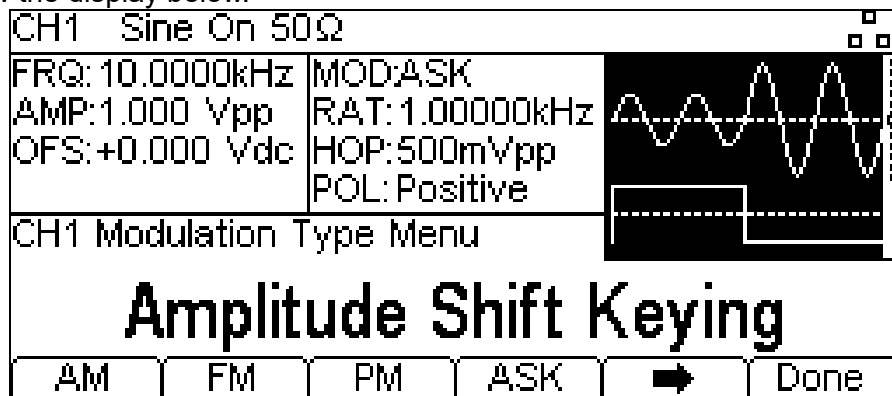 CH1 Sine On 50Ω
FRQ: 10.0000kHz
AMP:1.000 Vpp
OFS:+0.000 Vdc
MOD:ASK
RAT: 1.00000kHz
HOP:500mVpp
POL: Positive
CH1 Modulation Type Menu
Amplitude Shift Keying
AM FM PM ASK Done